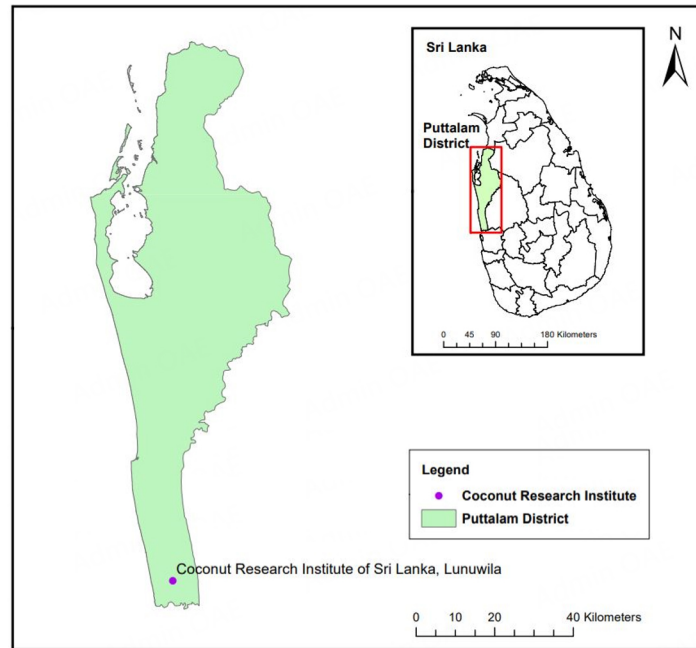 Sri Lanka
N
Puttalam
District
0 45 90 180 Kilometers
Legend
Coconut Research Institute
Puttalam District
Coconut Research Institute of Sri Lanka, Lunuwila
0 10 20 40 Kilometers